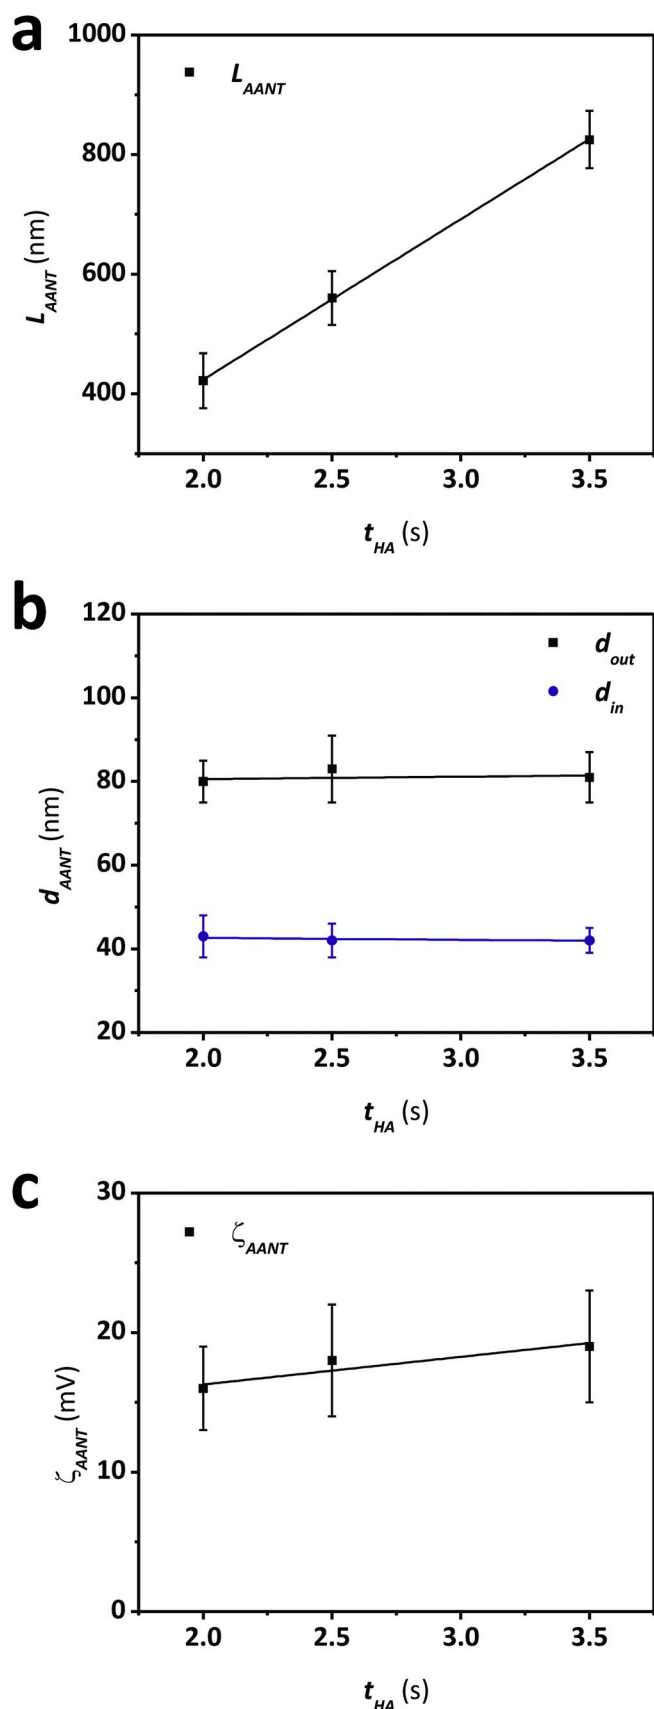 a
1000
800
600
400
L_AANT (nm)
L_AANT
2.0 2.5 3.0 3.5
t_HA (s)
b
120
100
80
60
40
20
d_AANT (nm)
d_out
d_in
2.0 2.5 3.0 3.5
t_HA (s)
c
30
20
10
0
ζ_AANT (mV)
ζ_AANT
2.0 2.5 3.0 3.5
t_HA (s)